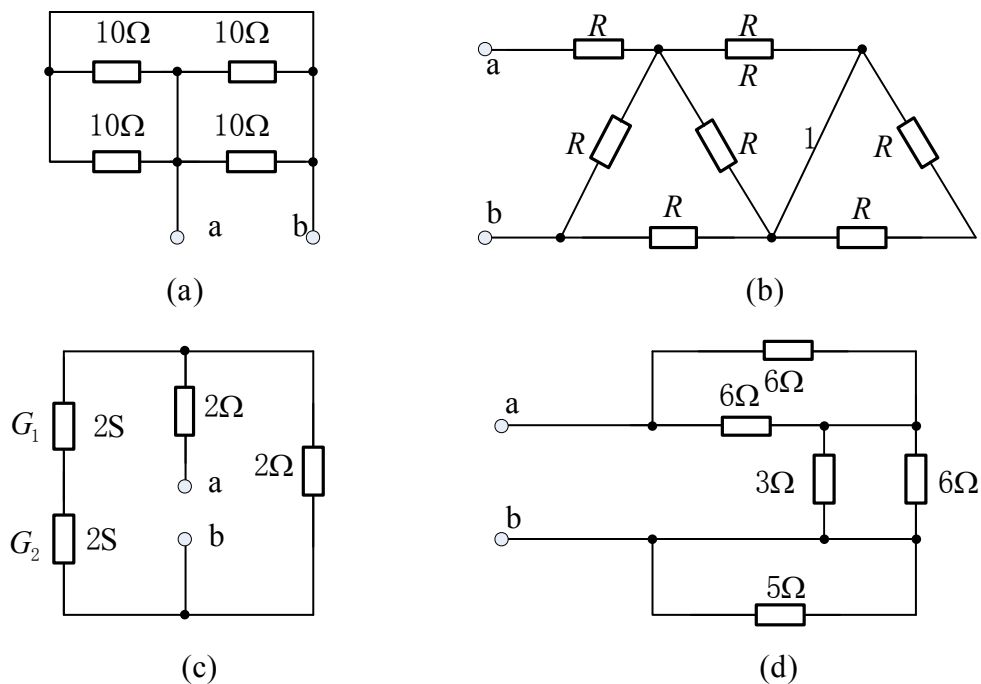 10Ω 10Ω
10Ω 10Ω
a b
(a)
R R
a R
R R 1 R
b R R
(b)
G₁ 2S 2Ω
2Ω
a
G₂ 2S b
(c)
6Ω
a 6Ω
3Ω 6Ω
b
5Ω
(d)